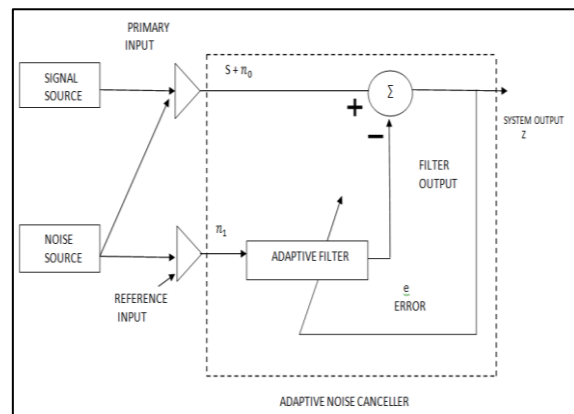 PRIMARY
INPUT
SIGNAL
SOURCE
S + n₀
Σ
+
−
SYSTEM OUTPUT
Z
FILTER
OUTPUT
NOISE
SOURCE
n₁
ADAPTIVE FILTER
REFERENCE
INPUT
e
ERROR
ADAPTIVE NOISE CANCELLER